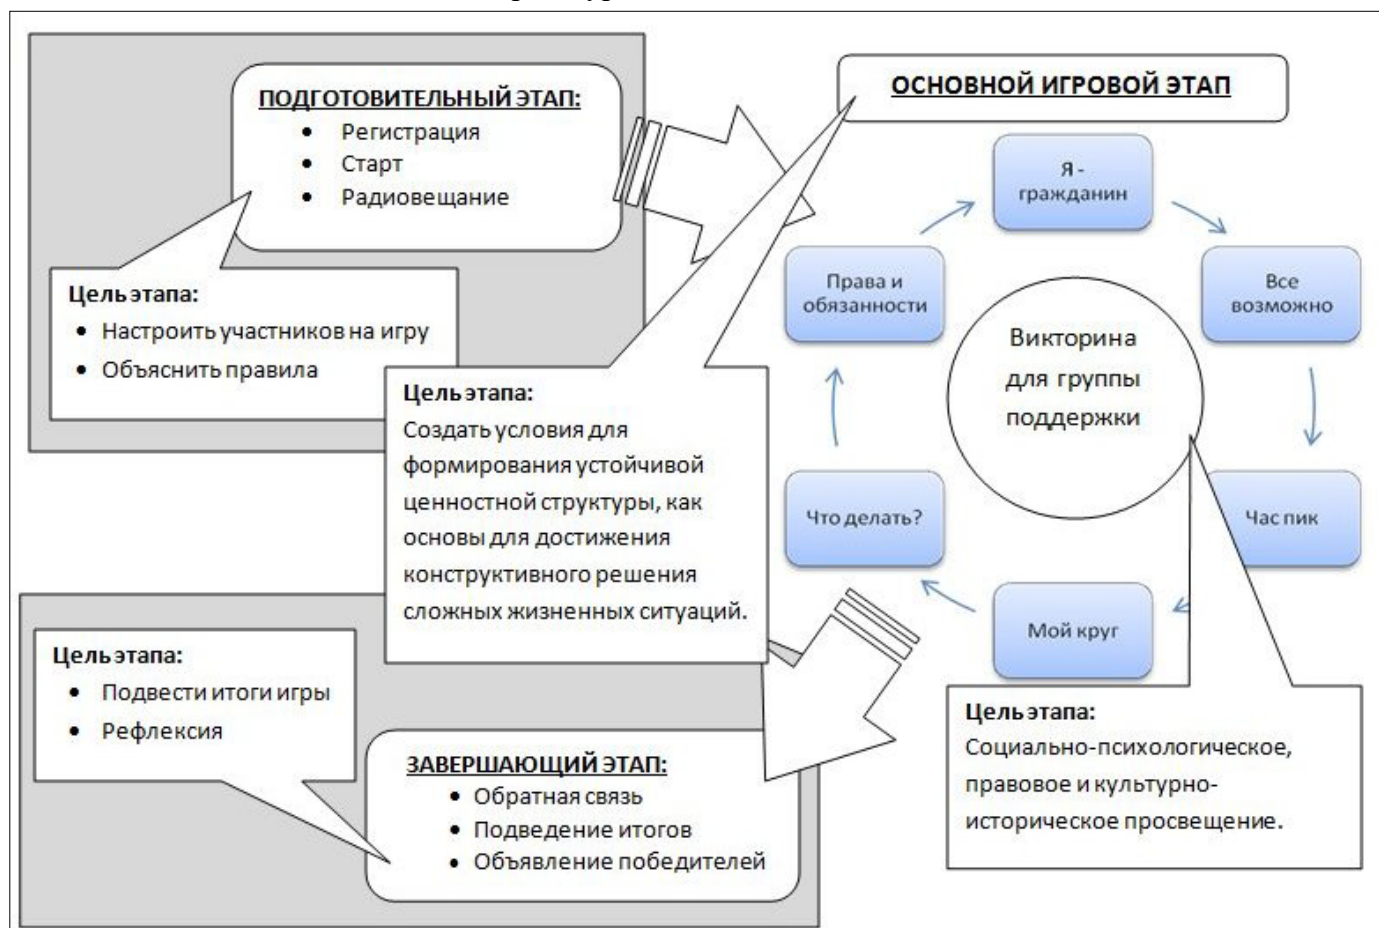 ПОДГОТОВИТЕЛЬНЫЙ ЭТАП:
• Регистрация
• Старт
• Радиовещание
Цель этапа:
• Настроить участников на игру
• Объяснить правила
ОСНОВНОЙ ИГРОВОЙ ЭТАП
Я -
гражданин
Все
возможно
Час пик
Мой круг
Что делать?
Права и
обязанности
Викторина
для группы
поддержки
Цель этапа:
Создать условия для
формирования устойчивой
ценностной структуры, как
основы для достижения
конструктивного решения
сложных жизненных ситуаций.
Цель этапа:
Социально-психологическое,
правовое и культурно-
историческое просвещение.
Цель этапа:
• Подвести итоги игры
• Рефлексия
ЗАВЕРШАЮЩИЙ ЭТАП:
• Обратная связь
• Подведение итогов
• Объявление победителей